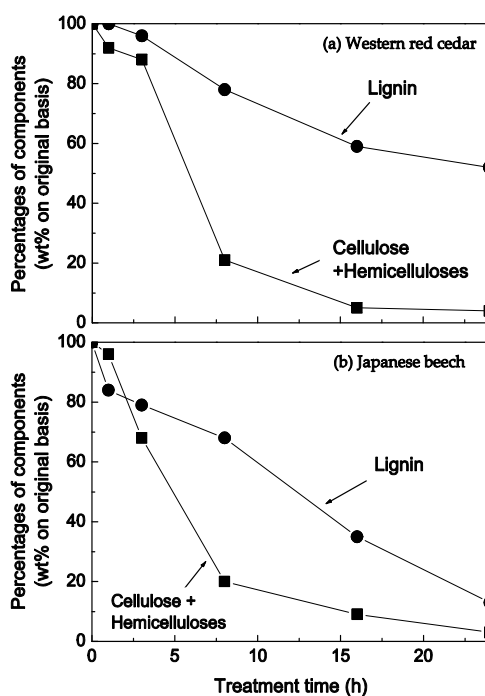 (a) Western red cedar
Percentages of components
(wt% on original basis)
100
80
60
40
20
0
Lignin
Cellulose
+Hemicelluloses
(b) Japanese beech
Percentages of components
(wt% on original basis)
100
80
60
40
20
0
Lignin
Cellulose +
Hemicelluloses
0 5 10 15 20
Treatment time (h)